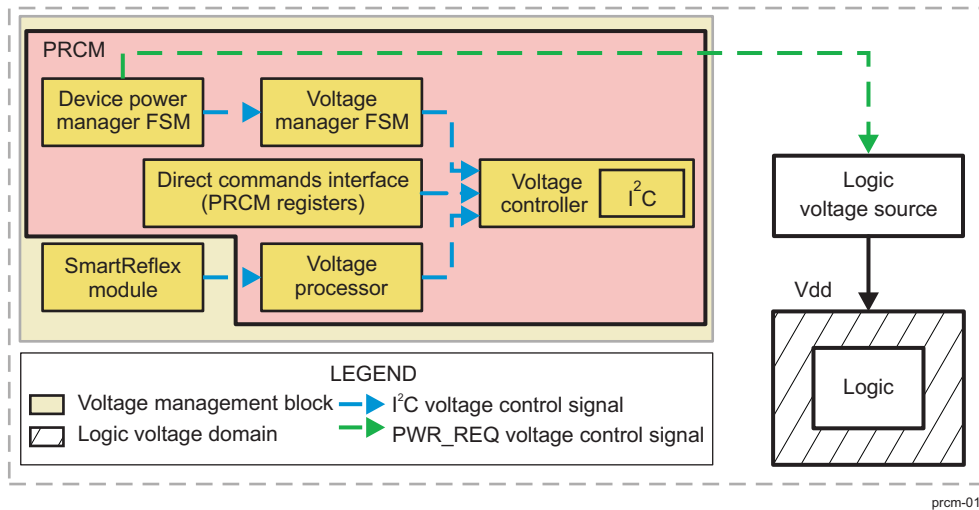 PRCM
Device power
manager FSM
Voltage
manager FSM
Direct commands interface
(PRCM registers)
Voltage
controller
I²C
SmartReflex
module
Voltage
processor
Logic
voltage source
Vdd
Logic
LEGEND
Voltage management block
I²C voltage control signal
Logic voltage domain
PWR_REQ voltage control signal
prcm-01